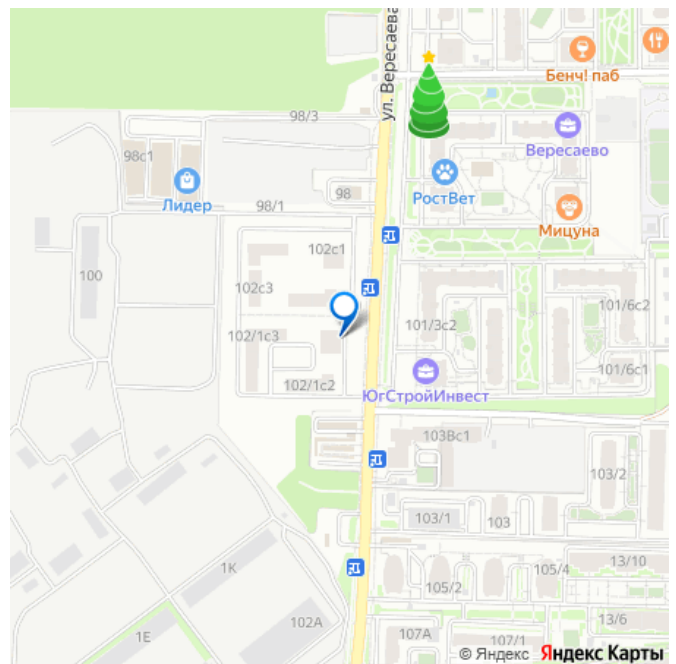 ул. Вересаева
Бенч! паб
98/3
Вересаево
98с1
РостВет
98
Лидер
98/1
Мицуна
102с1
100
102с3
101/6с2
101/3с2
102/1с3
101/6с1
102/1с2
ЮгСтройИнвест
103Вс1
103/2
103/1
103
13/10
1К
105/4
105/2
13/6
102А
1Е
107А
107/1
© Яндекс Яндекс Карты